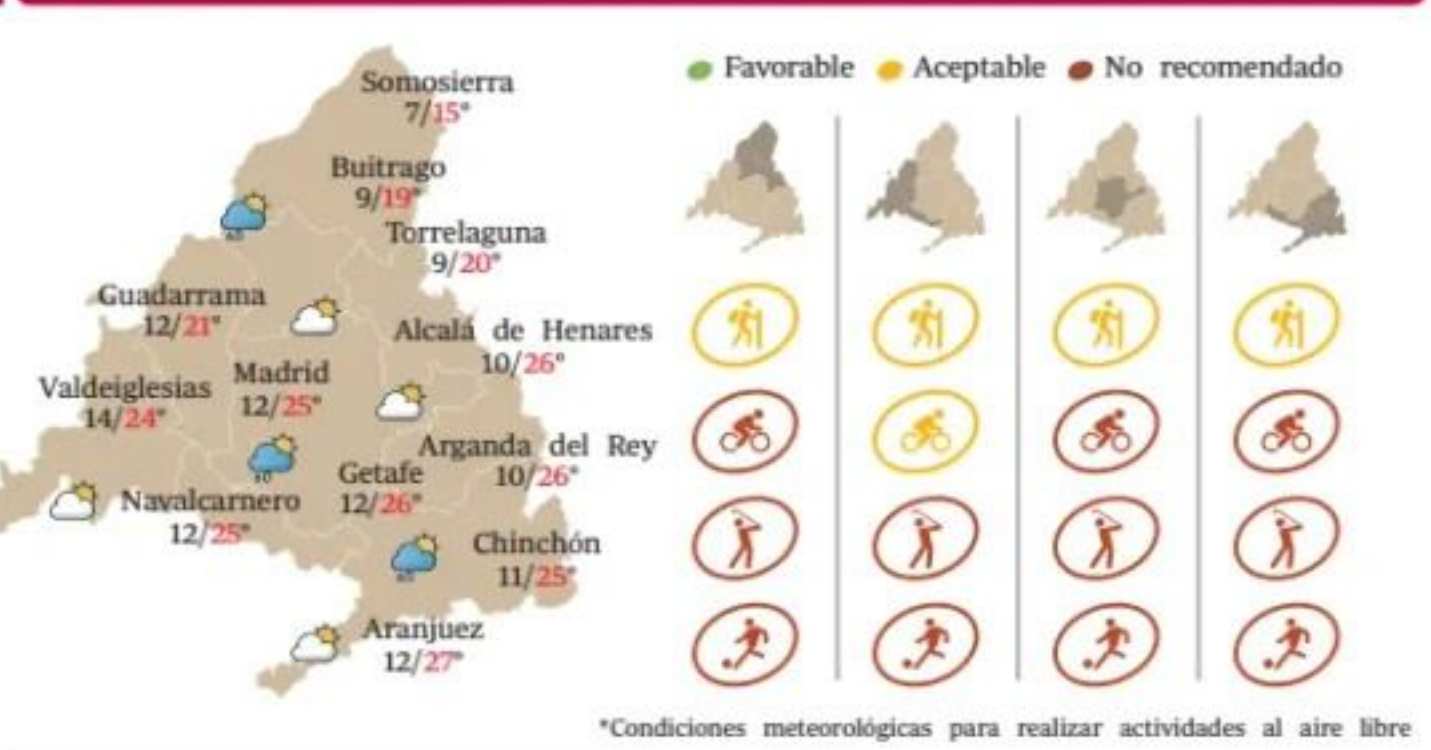 Somosierra
7/15°
Buitrago
9/19°
Torrelaguna
9/20°
Guadarrama
12/21°
Alcalá de Henares
10/26°
Madrid
12/25°
Valdeiglesias
14/24°
Arganda del Rey
10/26°
Getafe
12/26°
Navalcarnero
12/25°
Chinchón
11/25°
Aranjuez
12/27°
Favorable Aceptable No recomendado
*Condiciones meteorológicas para realizar actividades al aire libre